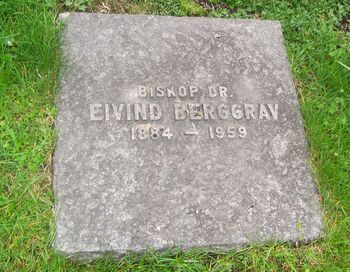 BISKOP DR.
EIVIND BERGGRAV
1884 - 1959